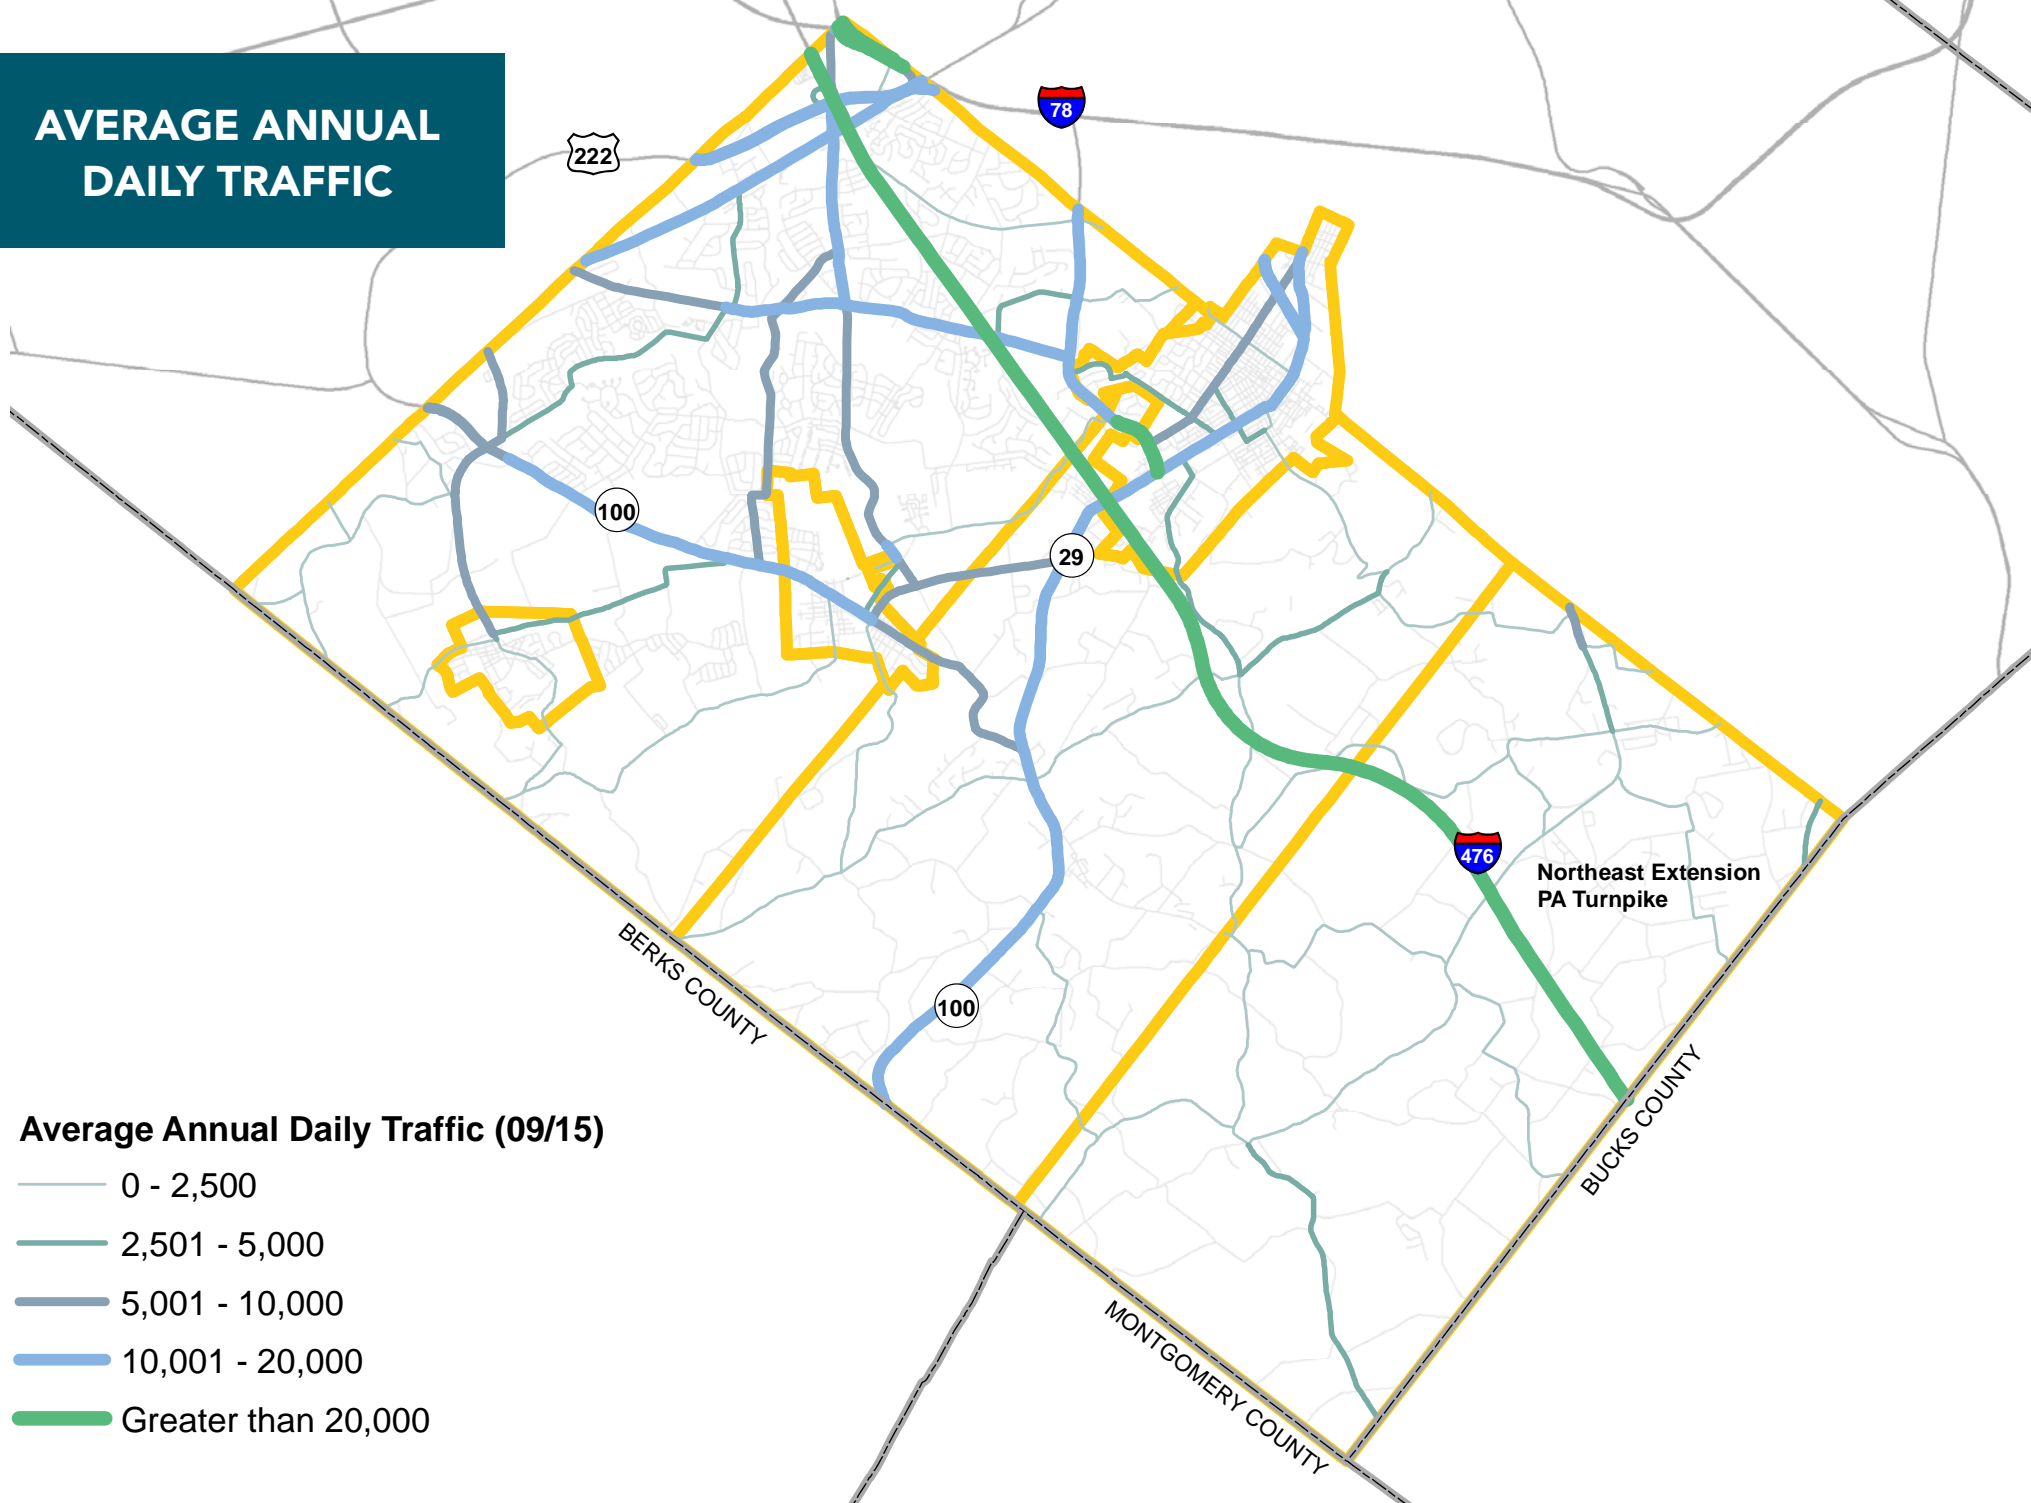 AVERAGE ANNUAL
DAILY TRAFFIC
78
222
100
29
476
Northeast Extension
PA Turnpike
BERKS COUNTY
100
BUCKS COUNTY
MONTGOMERY COUNTY
Average Annual Daily Traffic (09/15)
0 - 2,500
2,501 - 5,000
5,001 - 10,000
10,001 - 20,000
Greater than 20,000